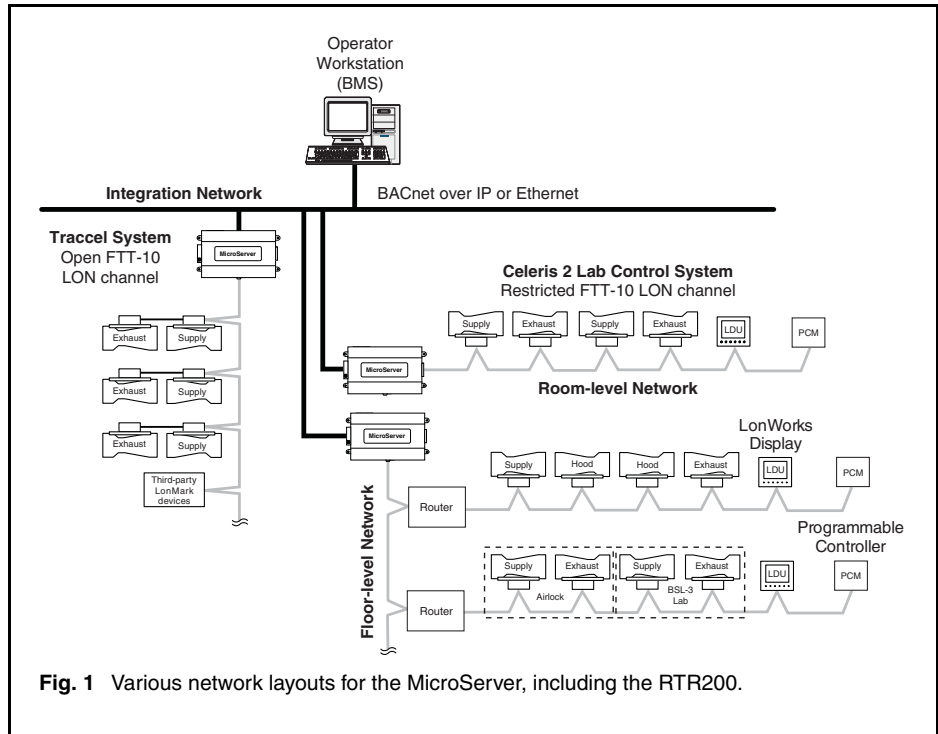 Operator
Workstation
(BMS)
Integration Network
BACnet over IP or Ethernet
Traccel System
Open FTT-10
LON channel
MicroServer
Exhaust
Supply
Exhaust
Supply
Exhaust
Supply
Third-party
LonMark
devices
Celeris 2 Lab Control System
Restricted FTT-10 LON channel
Supply
Exhaust
Supply
Exhaust
LDU
PCM
MicroServer
Room-level Network
MicroServer
LonWorks
Display
Supply
Hood
Hood
Exhaust
LDU
PCM
Router
Floor-level Network
Programmable
Controller
Supply
Exhaust
Supply
Exhaust
LDU
PCM
Airlock
BSL-3
Lab
Router
Fig. 1 Various network layouts for the MicroServer, including the RTR200.